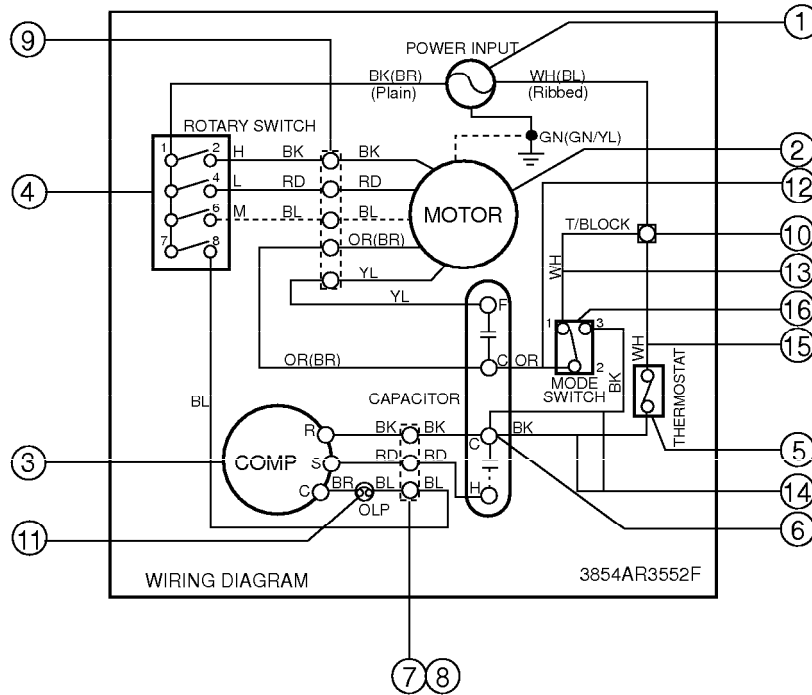 9
1
POWER INPUT
BK(BR)
(Plain)
WH(BL)
(Ribbed)
ROTARY SWITCH
GN(GN/YL)
1 2 H BK BK
2
4
4 L RD RD
MOTOR
12
6 M BL BL
T/BLOCK
10
7 8
OR(BR)
WH
13
YL
16
YL
F
1 3
15
OR(BR)
C OR
2
WH
MODE
SWITCH
BK
THERMOSTAT
BL
CAPACITOR
R BK BK
C
BK
5
3
COMP
S RD RD
C BR BL BL
H
14
OLP
11
6
WIRING DIAGRAM
3854AR3552F
7 8